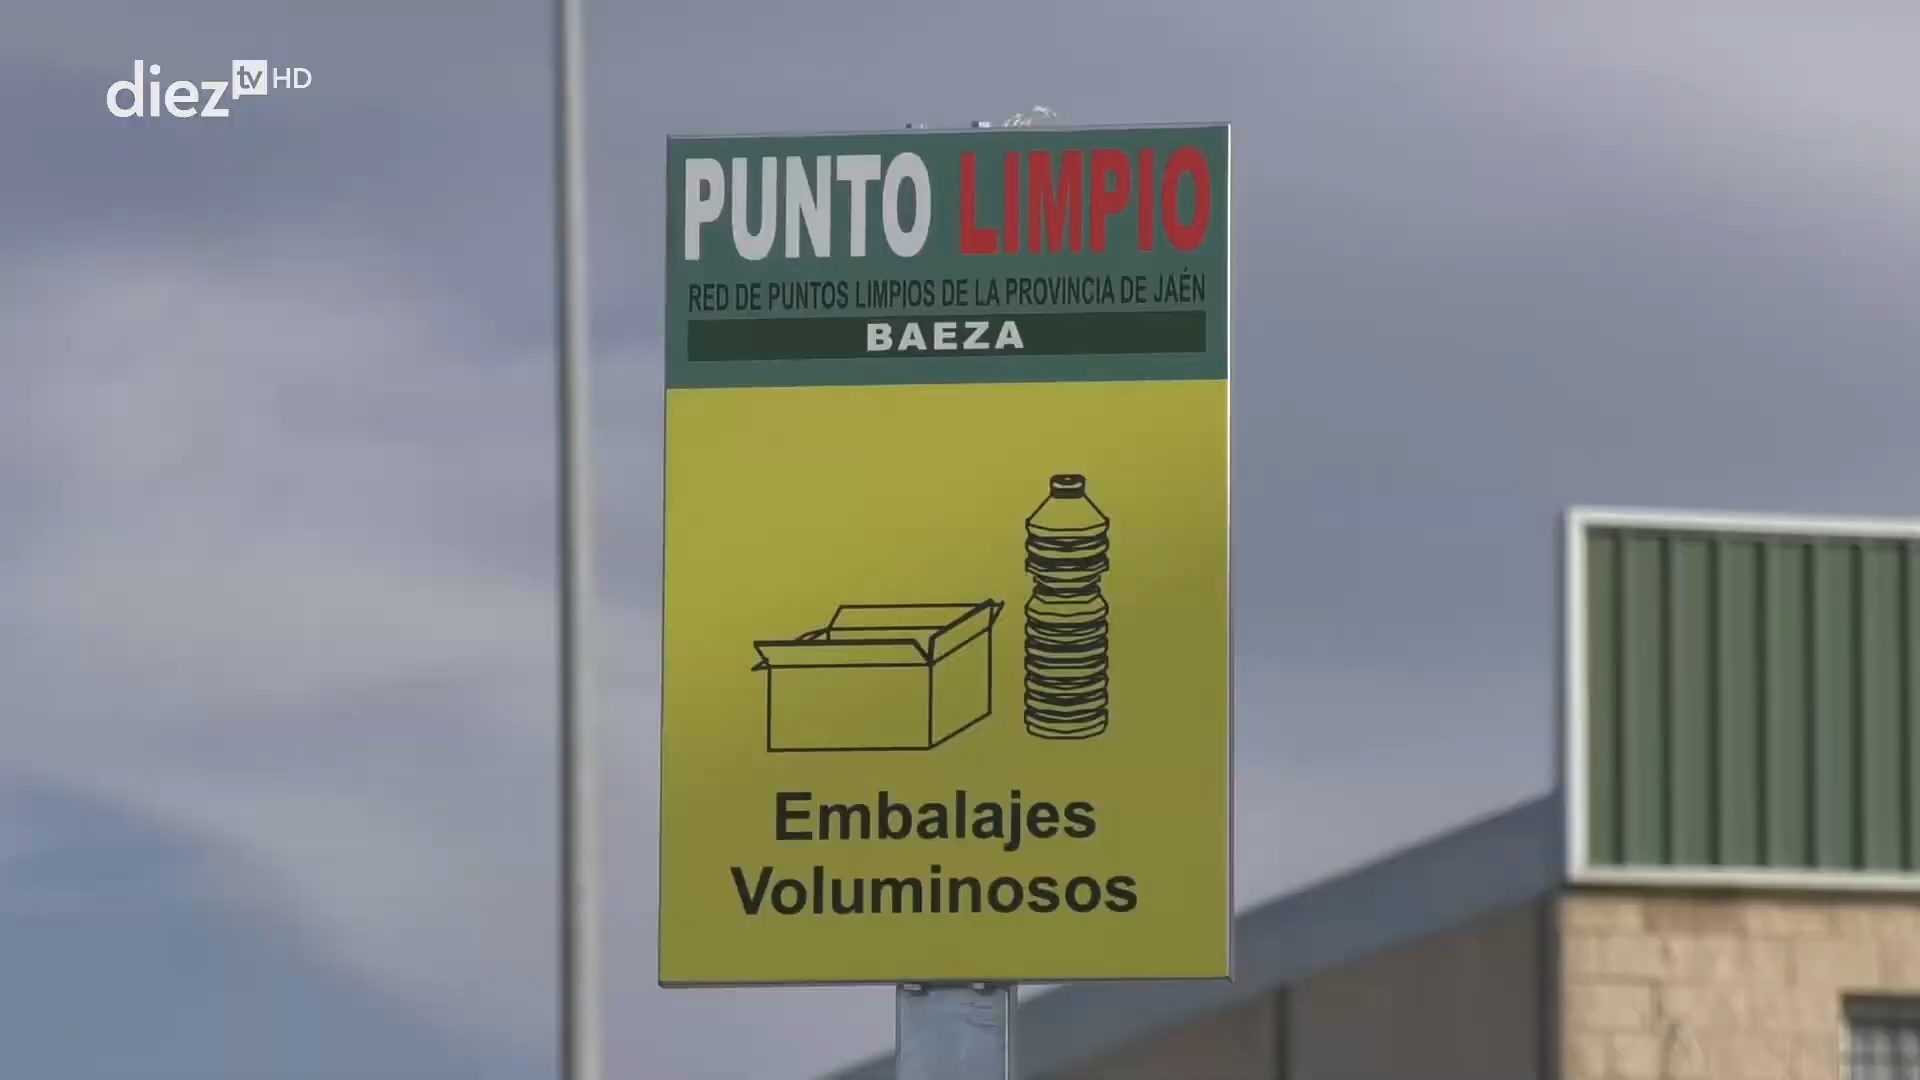 diez tv HD
PUNTO LIMPIO
RED DE PUNTOS LIMPIOS DE LA PROVINCIA DE JAÉN
BAEZA
Embalajes
Voluminosos